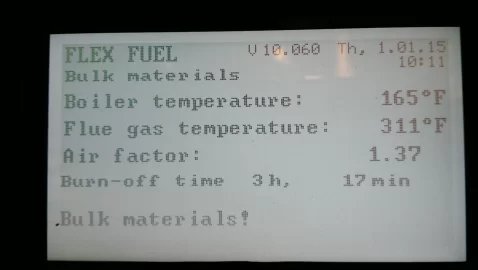 FLEX FUEL V 10.060 Th, 1.01.15
10:11
Bulk materials
Boiler temperature: 165°F
Flue gas temperature: 311°F
Air factor: 1.37
Burn-off time 3h, 17min
Bulk materials!